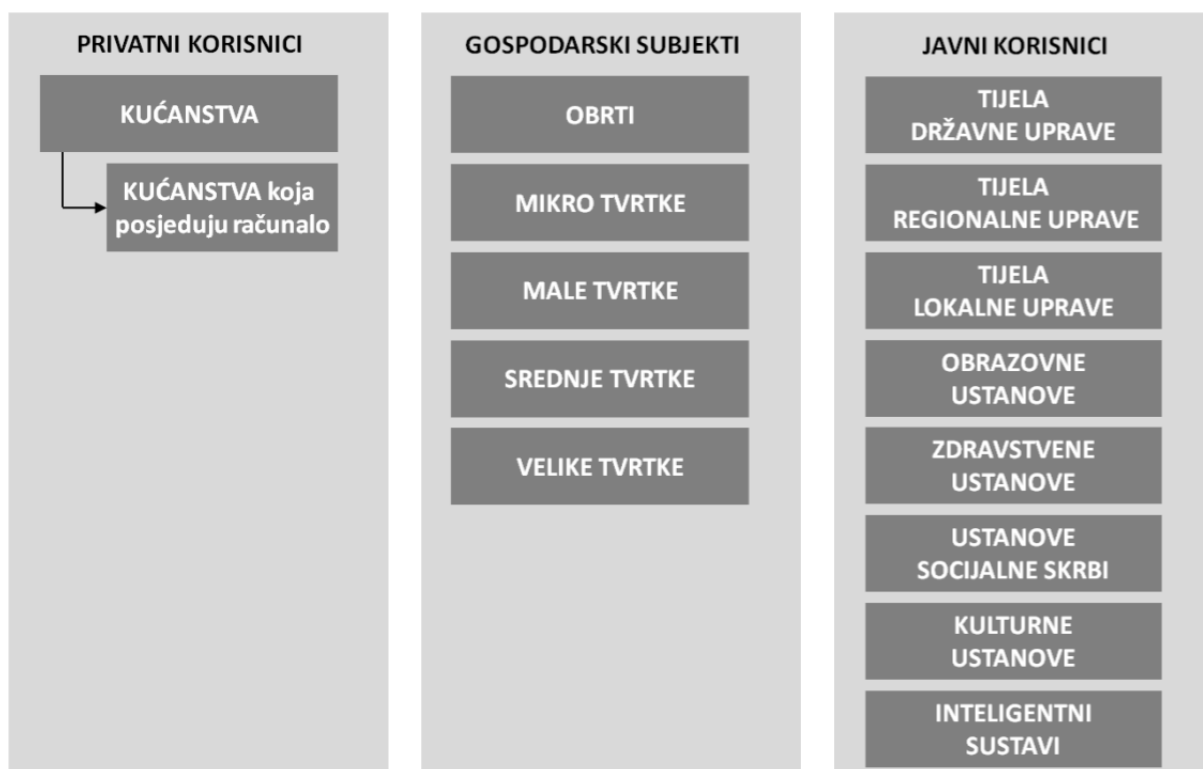 PRIVATNI KORISNICI
KUĆANSTVA
KUĆANSTVA koja
posjeduju računalo
GOSPODARSKI SUBJEKTI
OBRTI
MIKRO TVRTKE
MALE TVRTKE
SREDNJE TVRTKE
VELIKE TVRTKE
JAVNI KORISNICI
TIJELA
DRŽAVNE UPRAVE
TIJELA
REGIONALNE UPRAVE
TIJELA
LOKALNE UPRAVE
OBRAZOVNE
USTANOVE
ZDRAVSTVENE
USTANOVE
USTANOVE
SOCIJALNE SKRBI
KULTURNE
USTANOVE
INTELIGENTNI
SUSTAVI